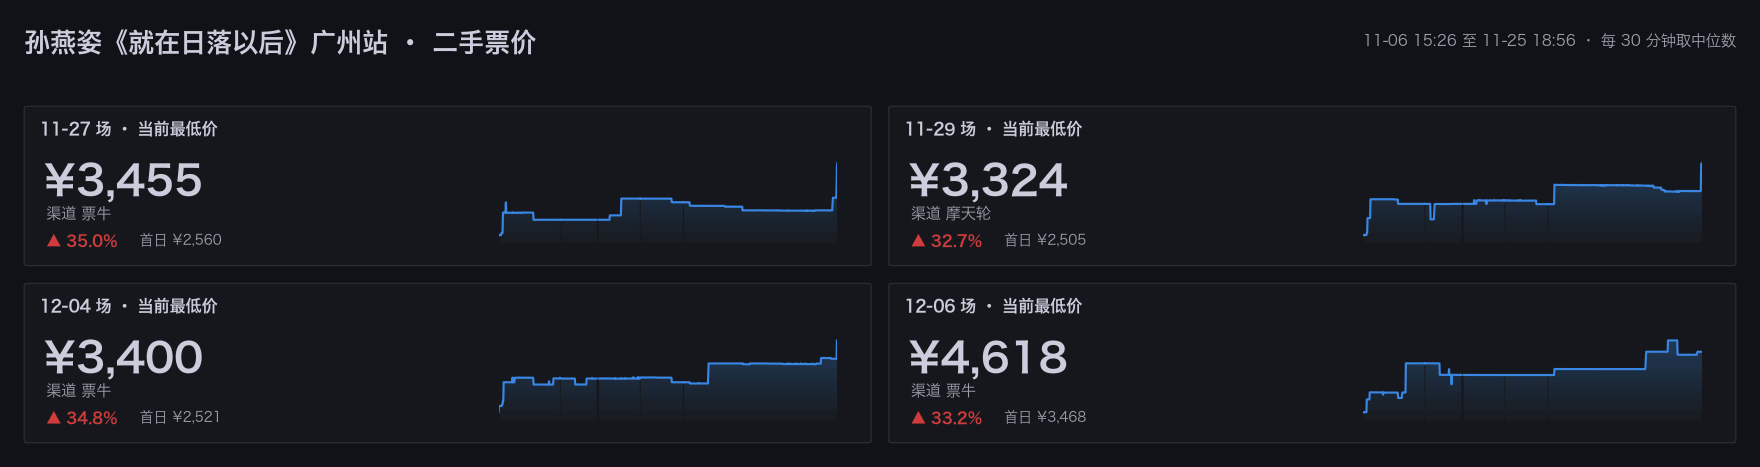 孙燕姿《就在日落以后》广州站 · 二手票价
11-06 15:26 至 11-25 18:56 · 每 30 分钟取中位数
11-27 场 · 当前最低价
¥3,455
渠道 票牛
▲ 35.0% 首日 ¥2,560
11-29 场 · 当前最低价
¥3,324
渠道 摩天轮
▲ 32.7% 首日 ¥2,505
12-04 场 · 当前最低价
¥3,400
渠道 票牛
▲ 34.8% 首日 ¥2,521
12-06 场 · 当前最低价
¥4,618
渠道 票牛
▲ 33.2% 首日 ¥3,468